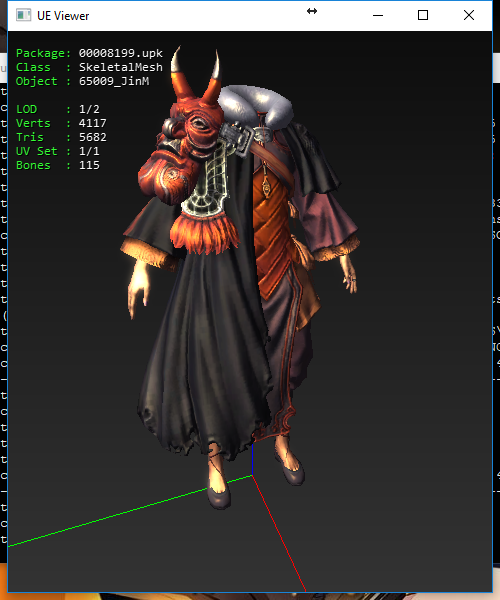 UE Viewer
Package: 00008199.upk
Class : SkeletalMesh
Object : 65009_JinM
LOD : 1/2
Verts : 4117
Tris : 5682
UV Set : 1/1
Bones : 115